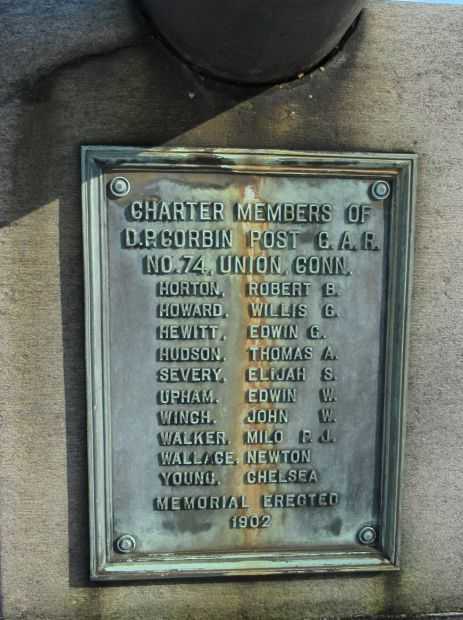 CHARTER MEMBERS OF
D.P. CORBIN POST G. A. R.
NO. 74, UNION, CONN.
HORTON, ROBERT B.
HOWARD, WILLIS G.
HEWITT, EDWIN G.
HUDSON, THOMAS A.
SEVERY, ELIJAH S.
UPHAM, EDWIN W.
WINCH, JOHN W.
WALKER, MILO P. J.
WALLACE, NEWTON
YOUNG, CHELSEA
MEMORIAL ERECTED
1902